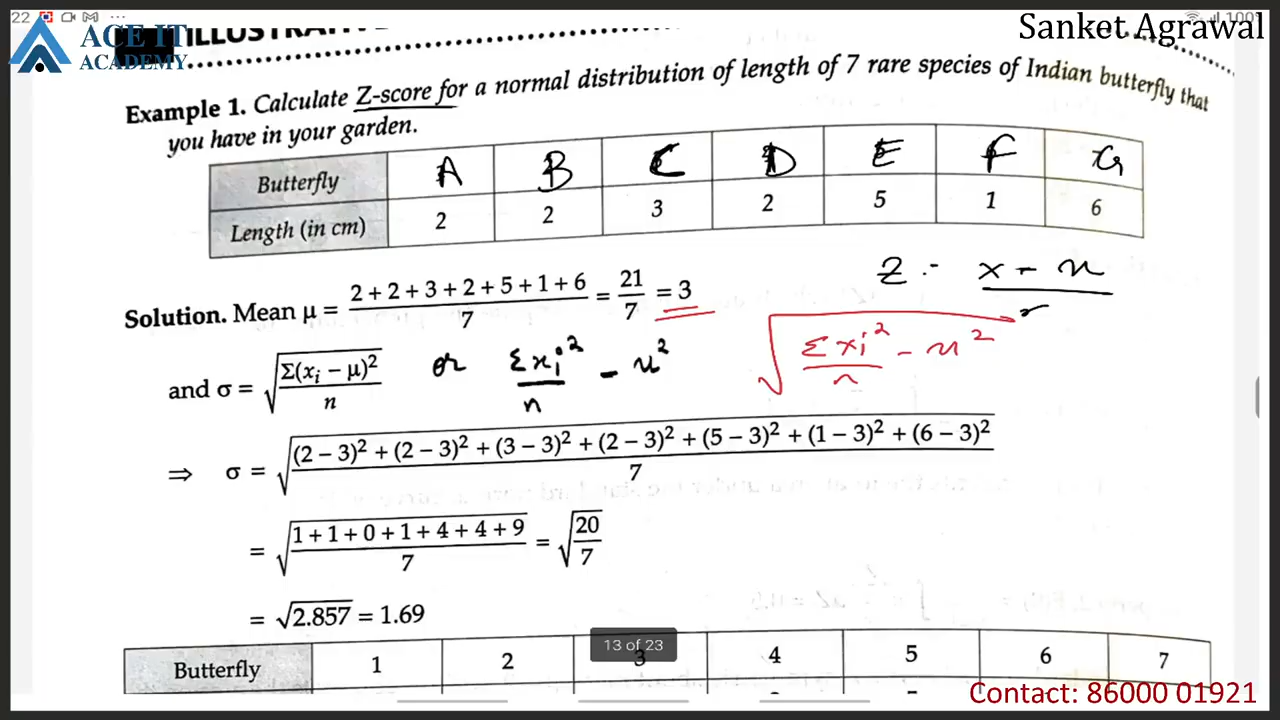 22 100%
ACE IT
ACADEMY
Sanket Agrawal
Example 1. Calculate Z-score for a normal distribution of length of 7 rare species of Indian butterfly that
you have in your garden.
Butterfly A B C D E F G
Length (in cm) 2 2 3 2 5 1 6
Z = x - μ / σ
Solution. Mean μ = 2 + 2 + 3 + 2 + 5 + 1 + 6 / 7 = 21 / 7 = 3
and σ = √(Σ(xi − μ)² / n) or Σxi² / n - μ² √(Σxi² / n - μ²)
⇒ σ = √((2 − 3)² + (2 − 3)² + (3 − 3)² + (2 − 3)² + (5 − 3)² + (1 − 3)² + (6 − 3)² / 7)
= √(1 + 1 + 0 + 1 + 4 + 4 + 9 / 7) = √(20 / 7)
= √2.857 = 1.69
13 of 23
Butterfly 1 2 3 4 5 6 7
Contact: 86000 01921